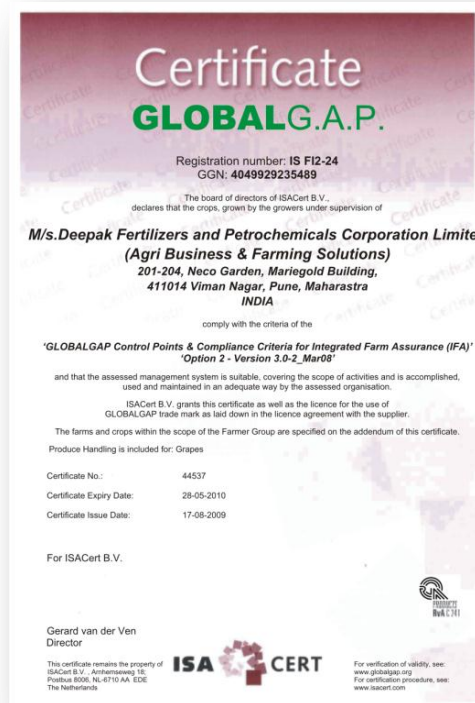 Certificate
GLOBALG.A.P.
Registration number: IS FI2-24
GGN: 4049929235489
The board of directors of ISACert B.V.,
declares that the crops, grown by the growers under supervision of
M/s.Deepak Fertilizers and Petrochemicals Corporation Limite
(Agri Business & Farming Solutions)
201-204, Neco Garden, Mariegold Building,
411014 Viman Nagar, Pune, Maharastra
INDIA
comply with the criteria of the
‘GLOBALGAP Control Points & Compliance Criteria for Integrated Farm Assurance (IFA)’
‘Option 2 - Version 3.0-2_Mar08’
and that the assessed management system is suitable, covering the scope of activities and is accomplished,
used and maintained in an adequate way by the assessed organisation.
ISACert B.V. grants this certificate as well as the licence for the use of
GLOBALGAP trade mark as laid down in the licence agreement with the supplier.
The farms and crops within the scope of the Farmer Group are specified on the addendum of this certificate.
Produce Handling is included for: Grapes
Certificate No.: 44537
Certificate Expiry Date: 28-05-2010
Certificate Issue Date: 17-08-2009
For ISACert B.V.
Gerard van der Ven
Director
This certificate remains the property of
ISACert B.V. , Arnhemseweg 18;
Postbus 8006, NL-6710 AA EDE
The Netherlands
ISA CERT
PRODUCTS
RvA C 241
For verification of validity, see:
www.globalgap.org
For certification procedure, see:
www.isacert.com